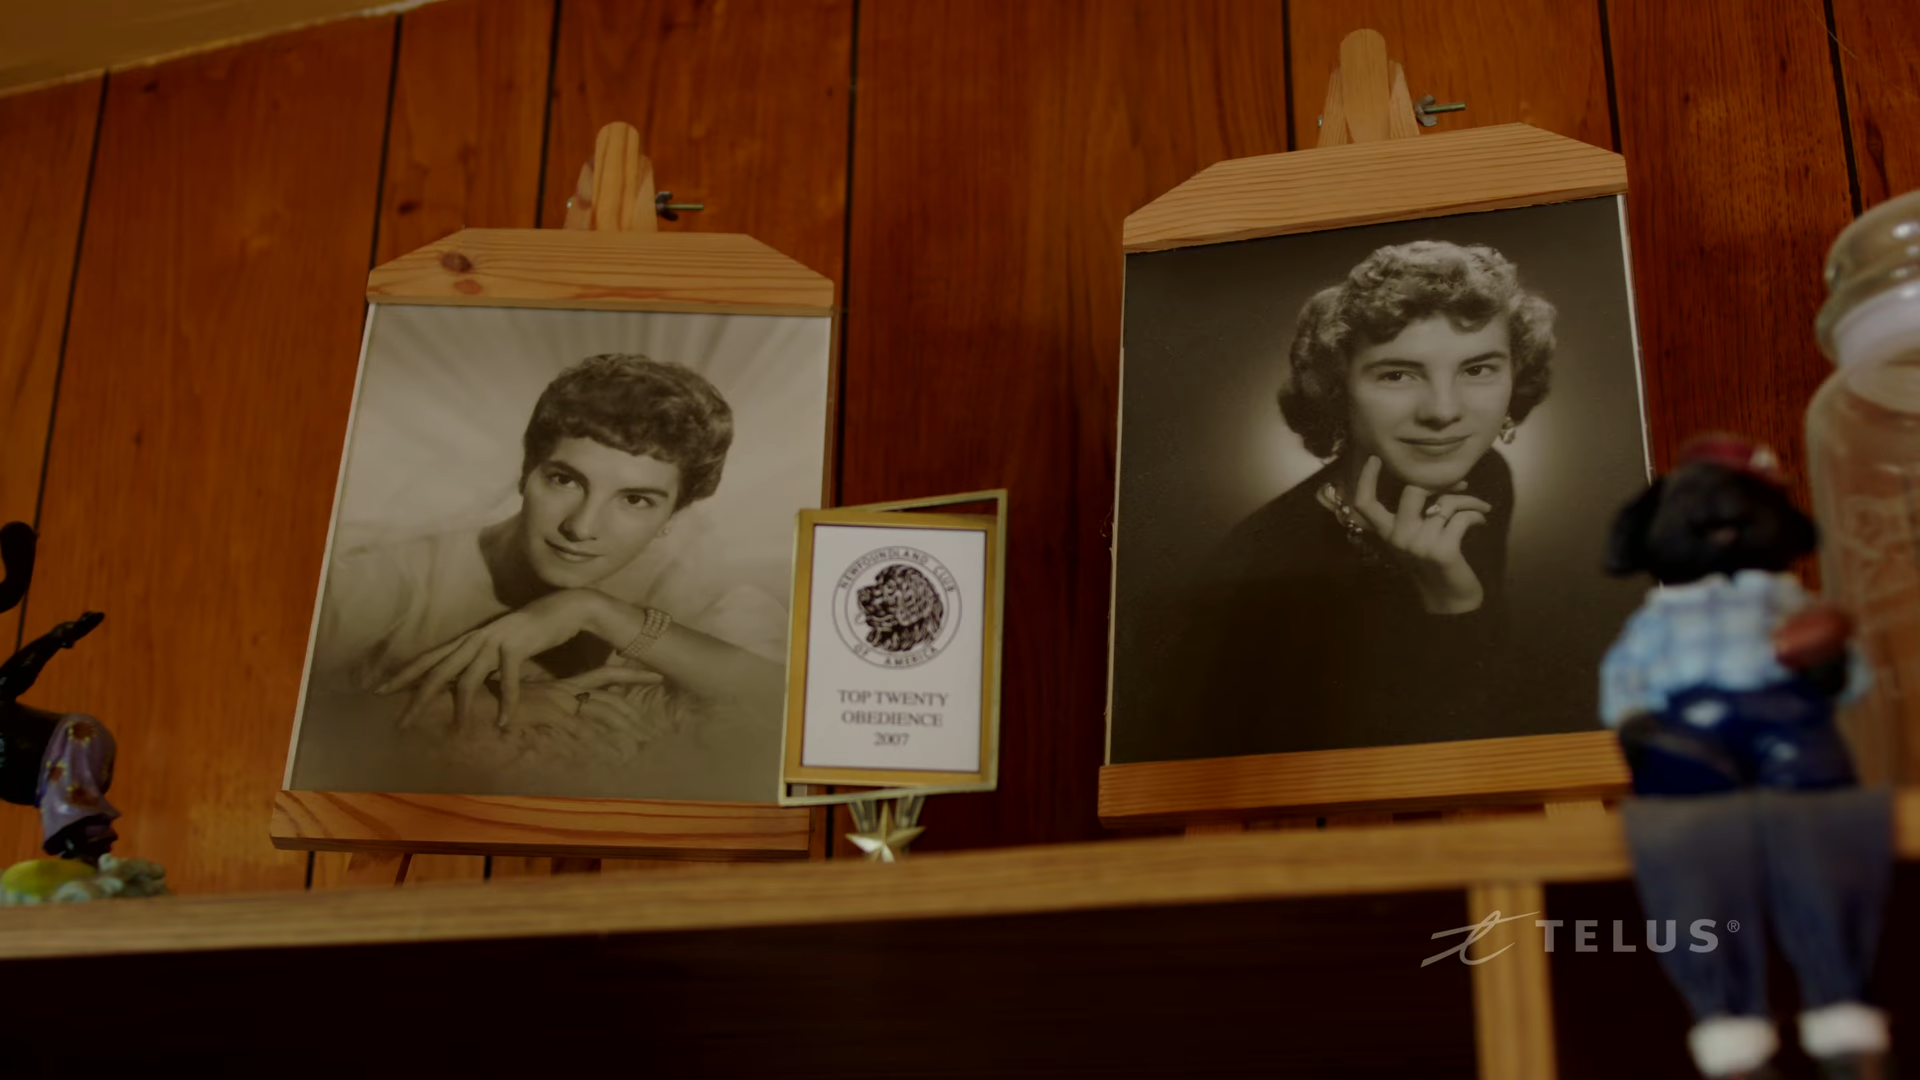 NEWFOUNDLAND CLUB
OF AMERICA
TOP TWENTY
OBEDIENCE
2007
TELUS®